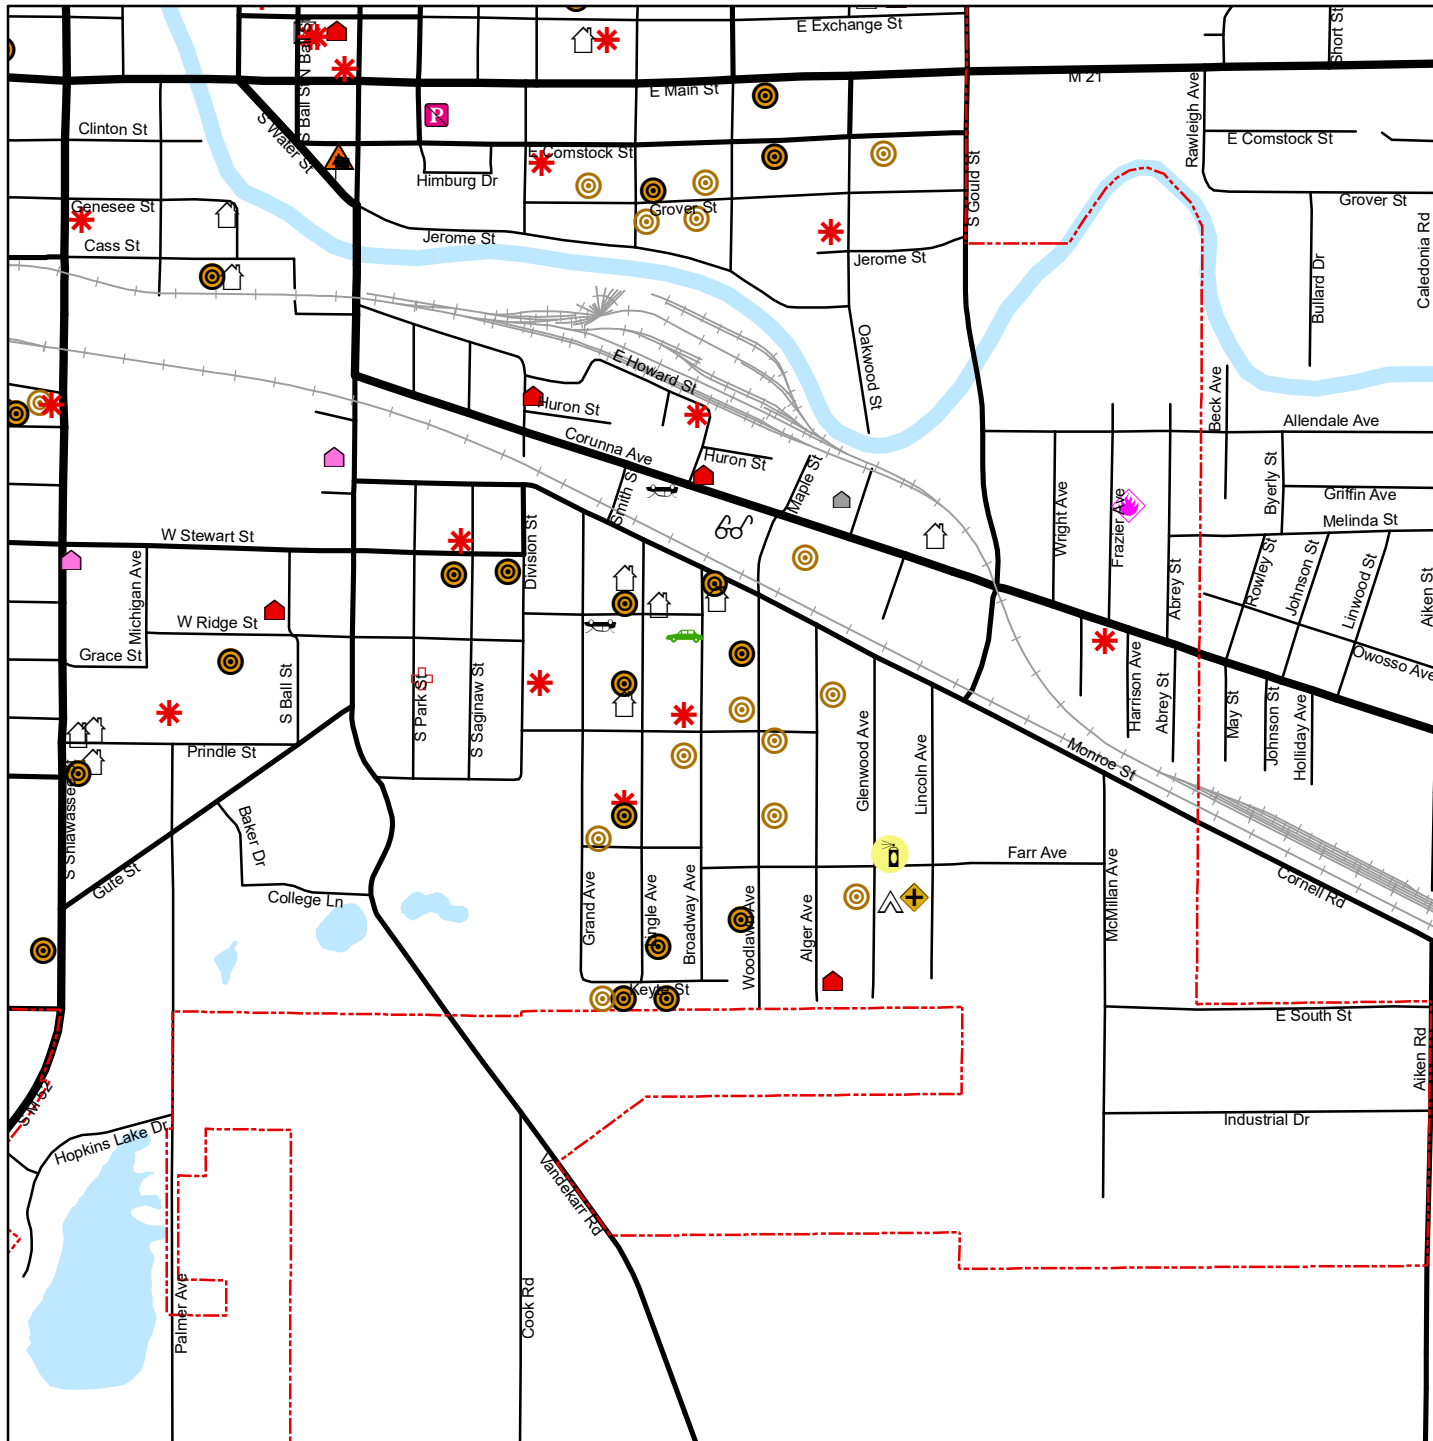 E Exchange St
Short St
S Ball St
N Ball St
E Main St
M 21
Rawleigh Ave
Clinton St
S Water St
E Comstock St
E Comstock St
Himburg Dr
Genesee St
Grover St
S Gould St
Grover St
Cass St
Jerome St
Jerome St
Caledonia Rd
Bullard Dr
Oakwood St
E Howard St
Huron St
Beck Ave
Allendale Ave
Corunna Ave
Huron St
Maple St
Smith St
Byerly St
Griffin Ave
Melinda St
Wright Ave
Frazier Ave
W Stewart St
Division St
Michigan Ave
Abrey St
Rowley St
Johnson St
Linwood St
Aiken St
W Ridge St
Grace St
Owosso Ave
S Ball St
S Park St
S Saginaw St
Harrison Ave
Abrey St
May St
Johnson St
Holliday Ave
Prindle St
Glenwood Ave
Lincoln Ave
Monroe St
S Shiawassee St
Baker Dr
Gute St
College Ln
Farr Ave
McMillan Ave
Cornell Rd
Grand Ave
Lingle Ave
Broadway Ave
Woodlawn Ave
Alger Ave
Keyte St
E South St
Aiken Rd
S M 52
Hopkins Lake Dr
Industrial Dr
Vandekarr Rd
Palmer Ave
Cook Rd
P